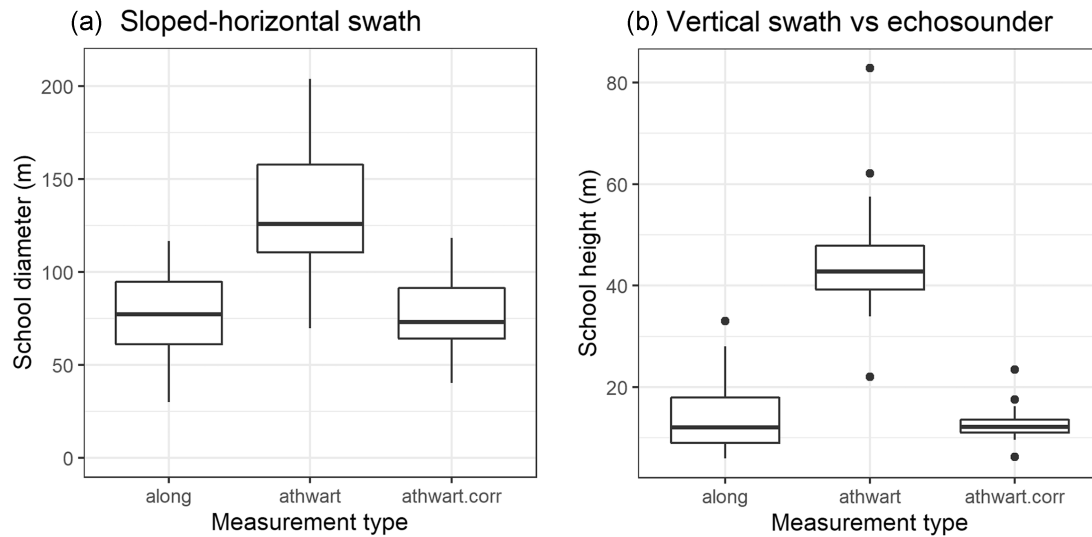 (a) Sloped-horizontal swath
School diameter (m)
200
150
100
50
0
along athwart athwart.corr
Measurement type
(b) Vertical swath vs echosounder
School height (m)
80
60
40
20
along athwart athwart.corr
Measurement type